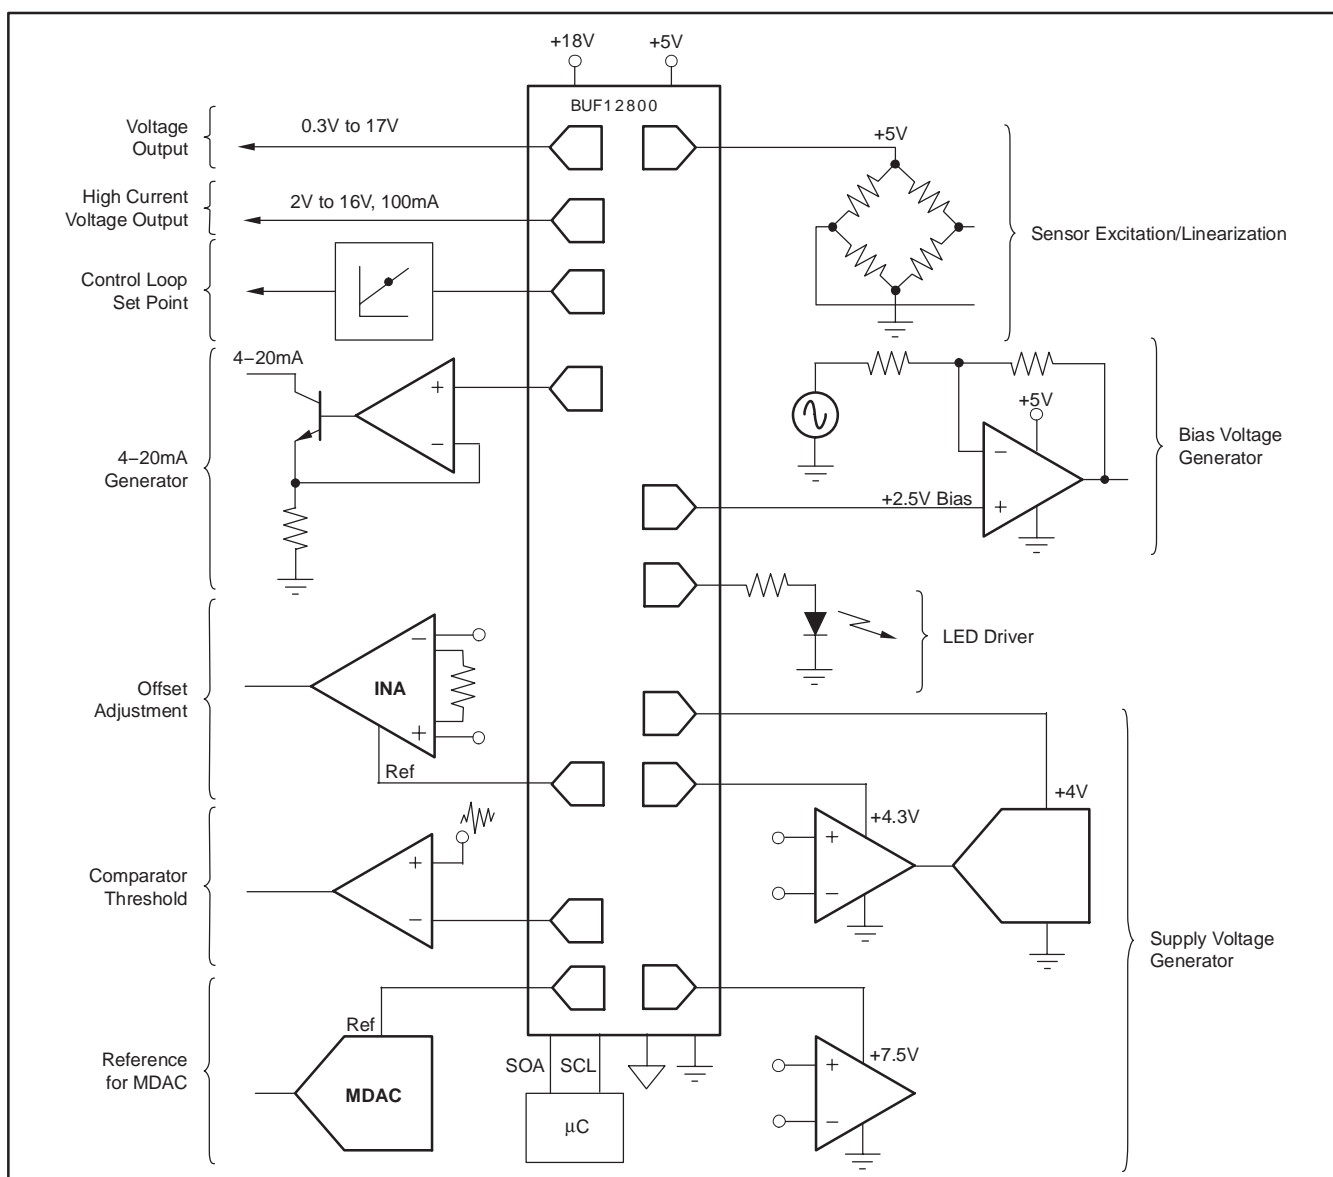 +18V
+5V
BUF12800
Voltage
Output
0.3V to 17V
+5V
High Current
Voltage Output
2V to 16V, 100mA
Sensor Excitation/Linearization
Control Loop
Set Point
4–20mA
+
−
4–20mA
Generator
+5V
−
+
+2.5V Bias
Bias Voltage
Generator
LED Driver
Offset
Adjustment
−
INA
+
Ref
+4V
+4.3V
+
−
Comparator
Threshold
+
−
Supply Voltage
Generator
Reference
for MDAC
Ref
MDAC
SOA
SCL
μC
+7.5V
+
−